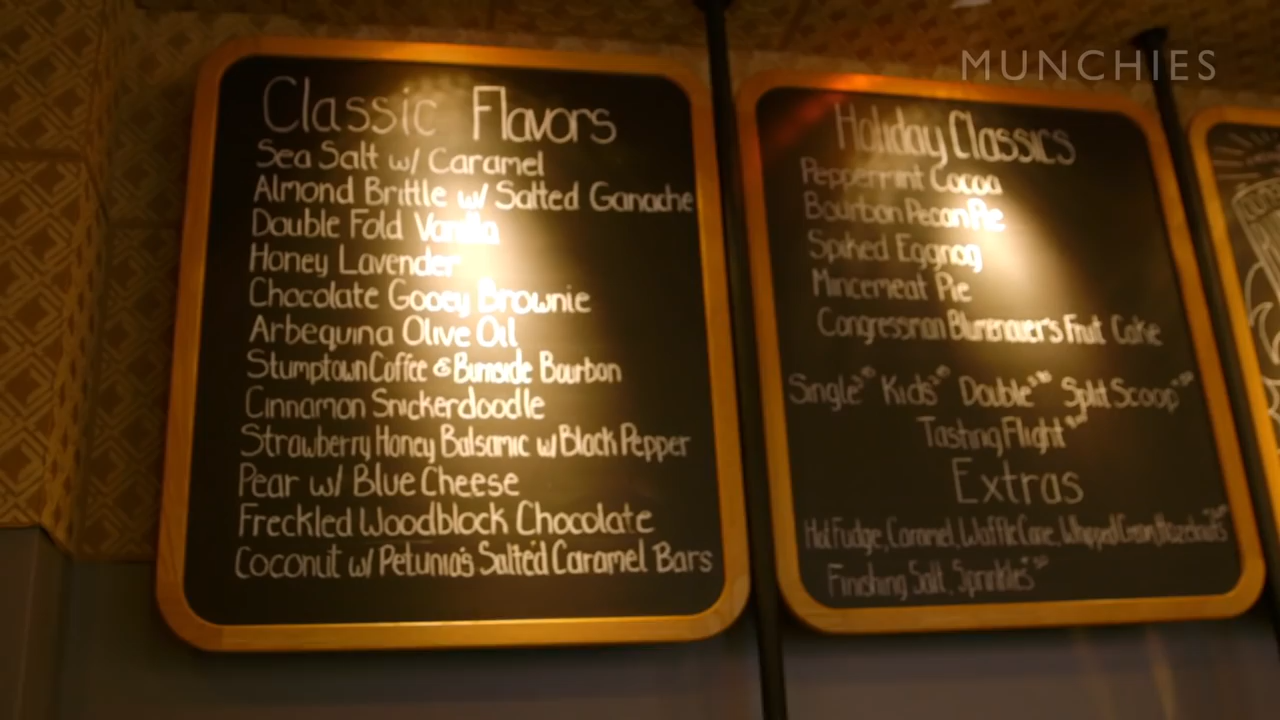 MUNCHIES
Classic Flavors
Sea Salt w/ Caramel
Almond Brittle w/ Salted Ganache
Double Fold Vanilla
Honey Lavender
Chocolate Gooey Brownie
Arbequina Olive Oil
Stumptown Coffee & Burnside Bourbon
Cinnamon Snickerdoodle
Strawberry Honey Balsamic w/ Black Pepper
Pear w/ Blue Cheese
Freckled Woodblock Chocolate
Coconut w/ Petunia's Salted Caramel Bars
Holiday Classics
Peppermint Cocoa
Bourbon Pecan Pie
Spiked Eggnog
Mincemeat Pie
Congressman Blumenauer's Fruit Cake
Single Kids Double Split Scoop
Tasting Flight
Extras
Hot Fudge, Caramel, Waffle Cone, Whipped Cream, Hazelnuts
Finishing Salt, Sprinkles